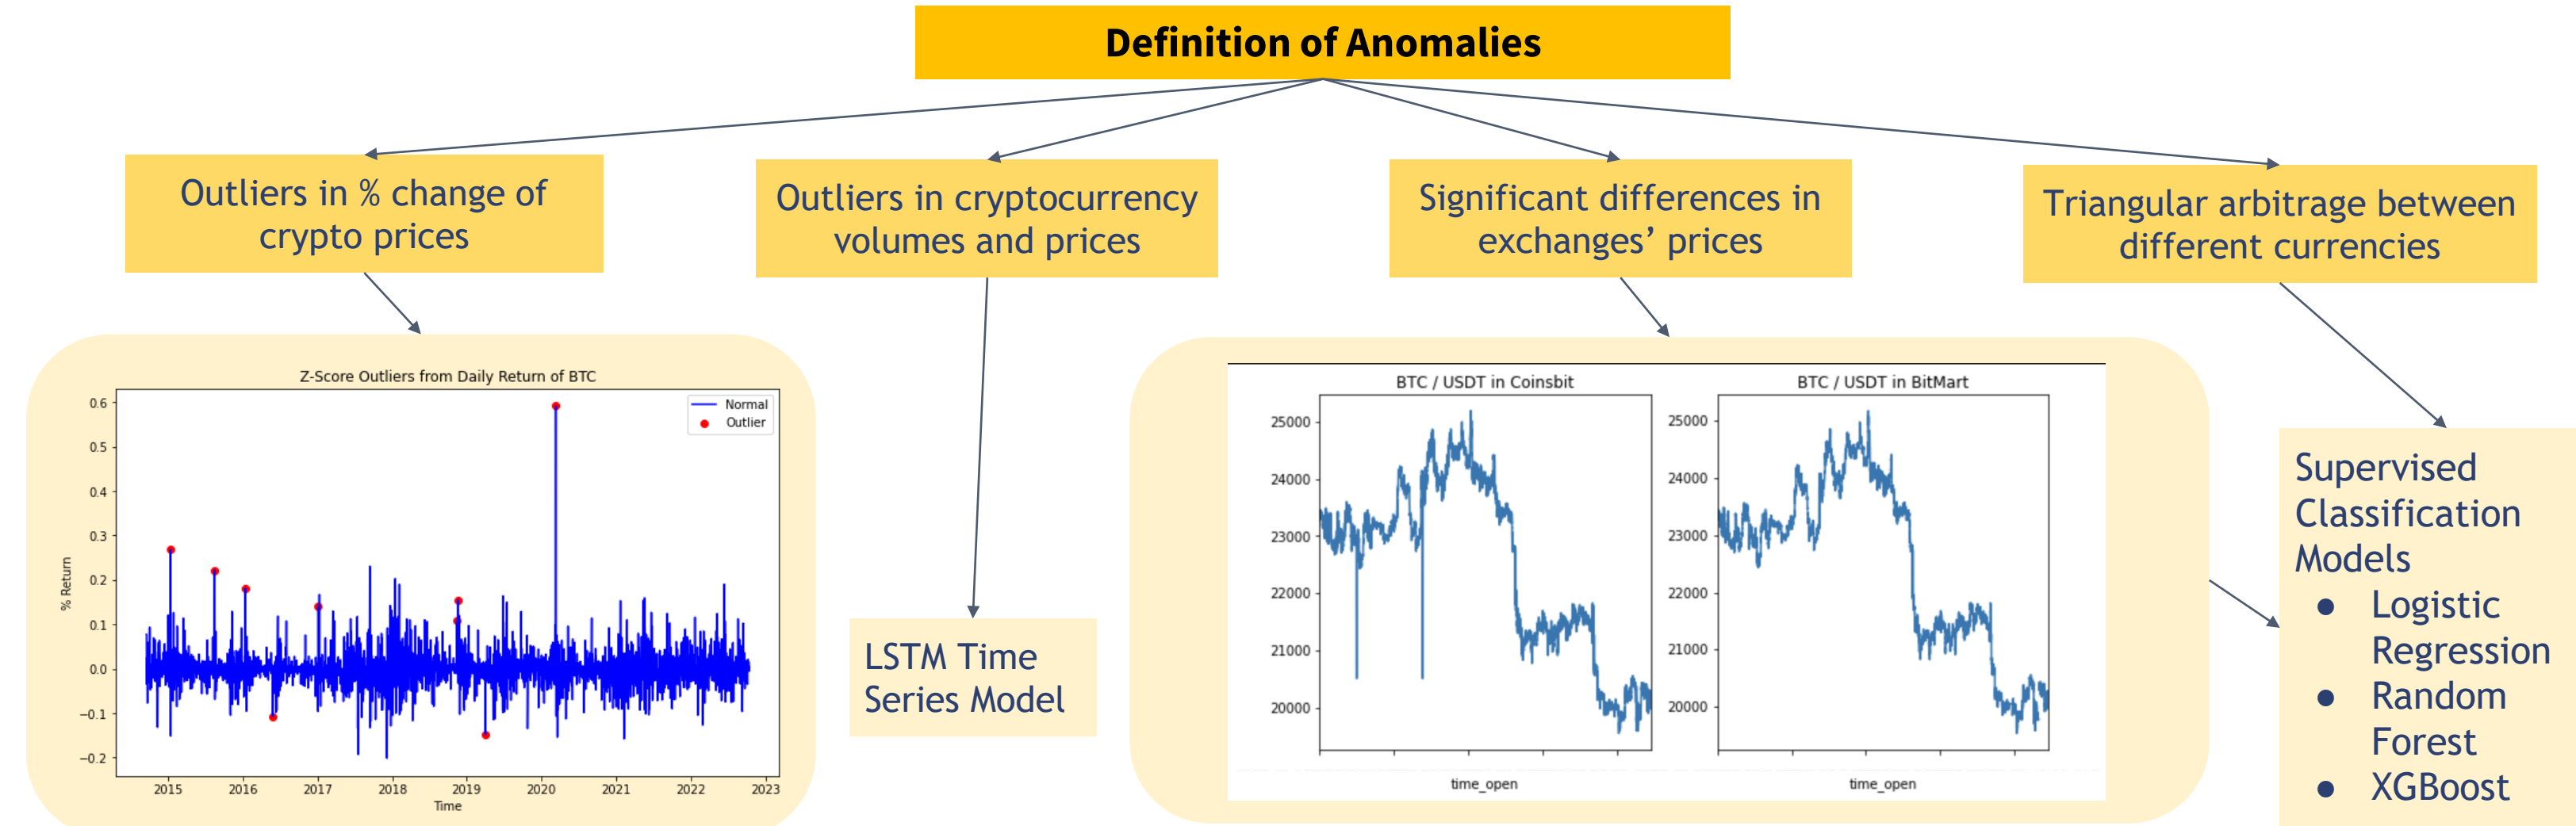 Definition of Anomalies
Outliers in % change of
crypto prices
Outliers in cryptocurrency
volumes and prices
Significant differences in
exchanges’ prices
Triangular arbitrage between
different currencies
Z-Score Outliers from Daily Return of BTC
Normal
Outlier
0.6
0.5
0.4
0.3
0.2
0.1
0.0
−0.1
−0.2
% Return
2015 2016 2017 2018 2019 2020 2021 2022 2023
Time
LSTM Time
Series Model
BTC / USDT in Coinsbit
25000
24000
23000
22000
21000
20000
time_open
BTC / USDT in BitMart
25000
24000
23000
22000
21000
20000
time_open
Supervised
Classification
Models
● Logistic
Regression
● Random
Forest
● XGBoost